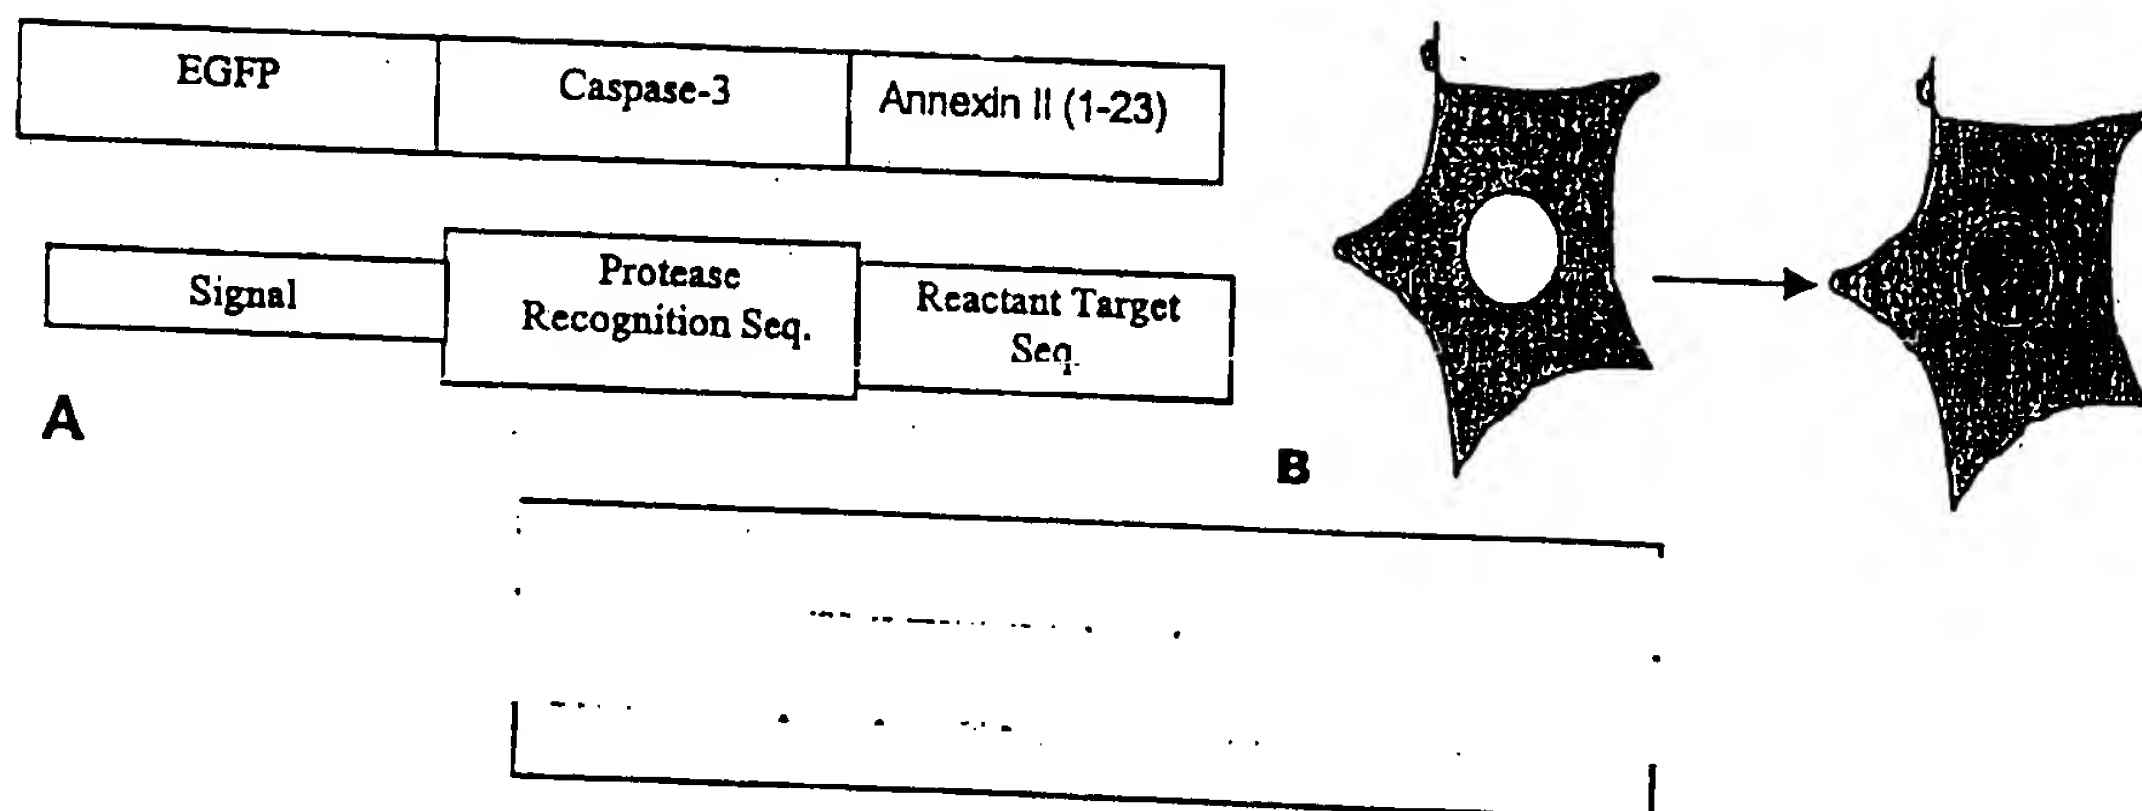 EGFP
Caspase-3
Annexin II (1-23)
Signal
Protease
Recognition Seq.
Reactant Target
Seq.
A
B